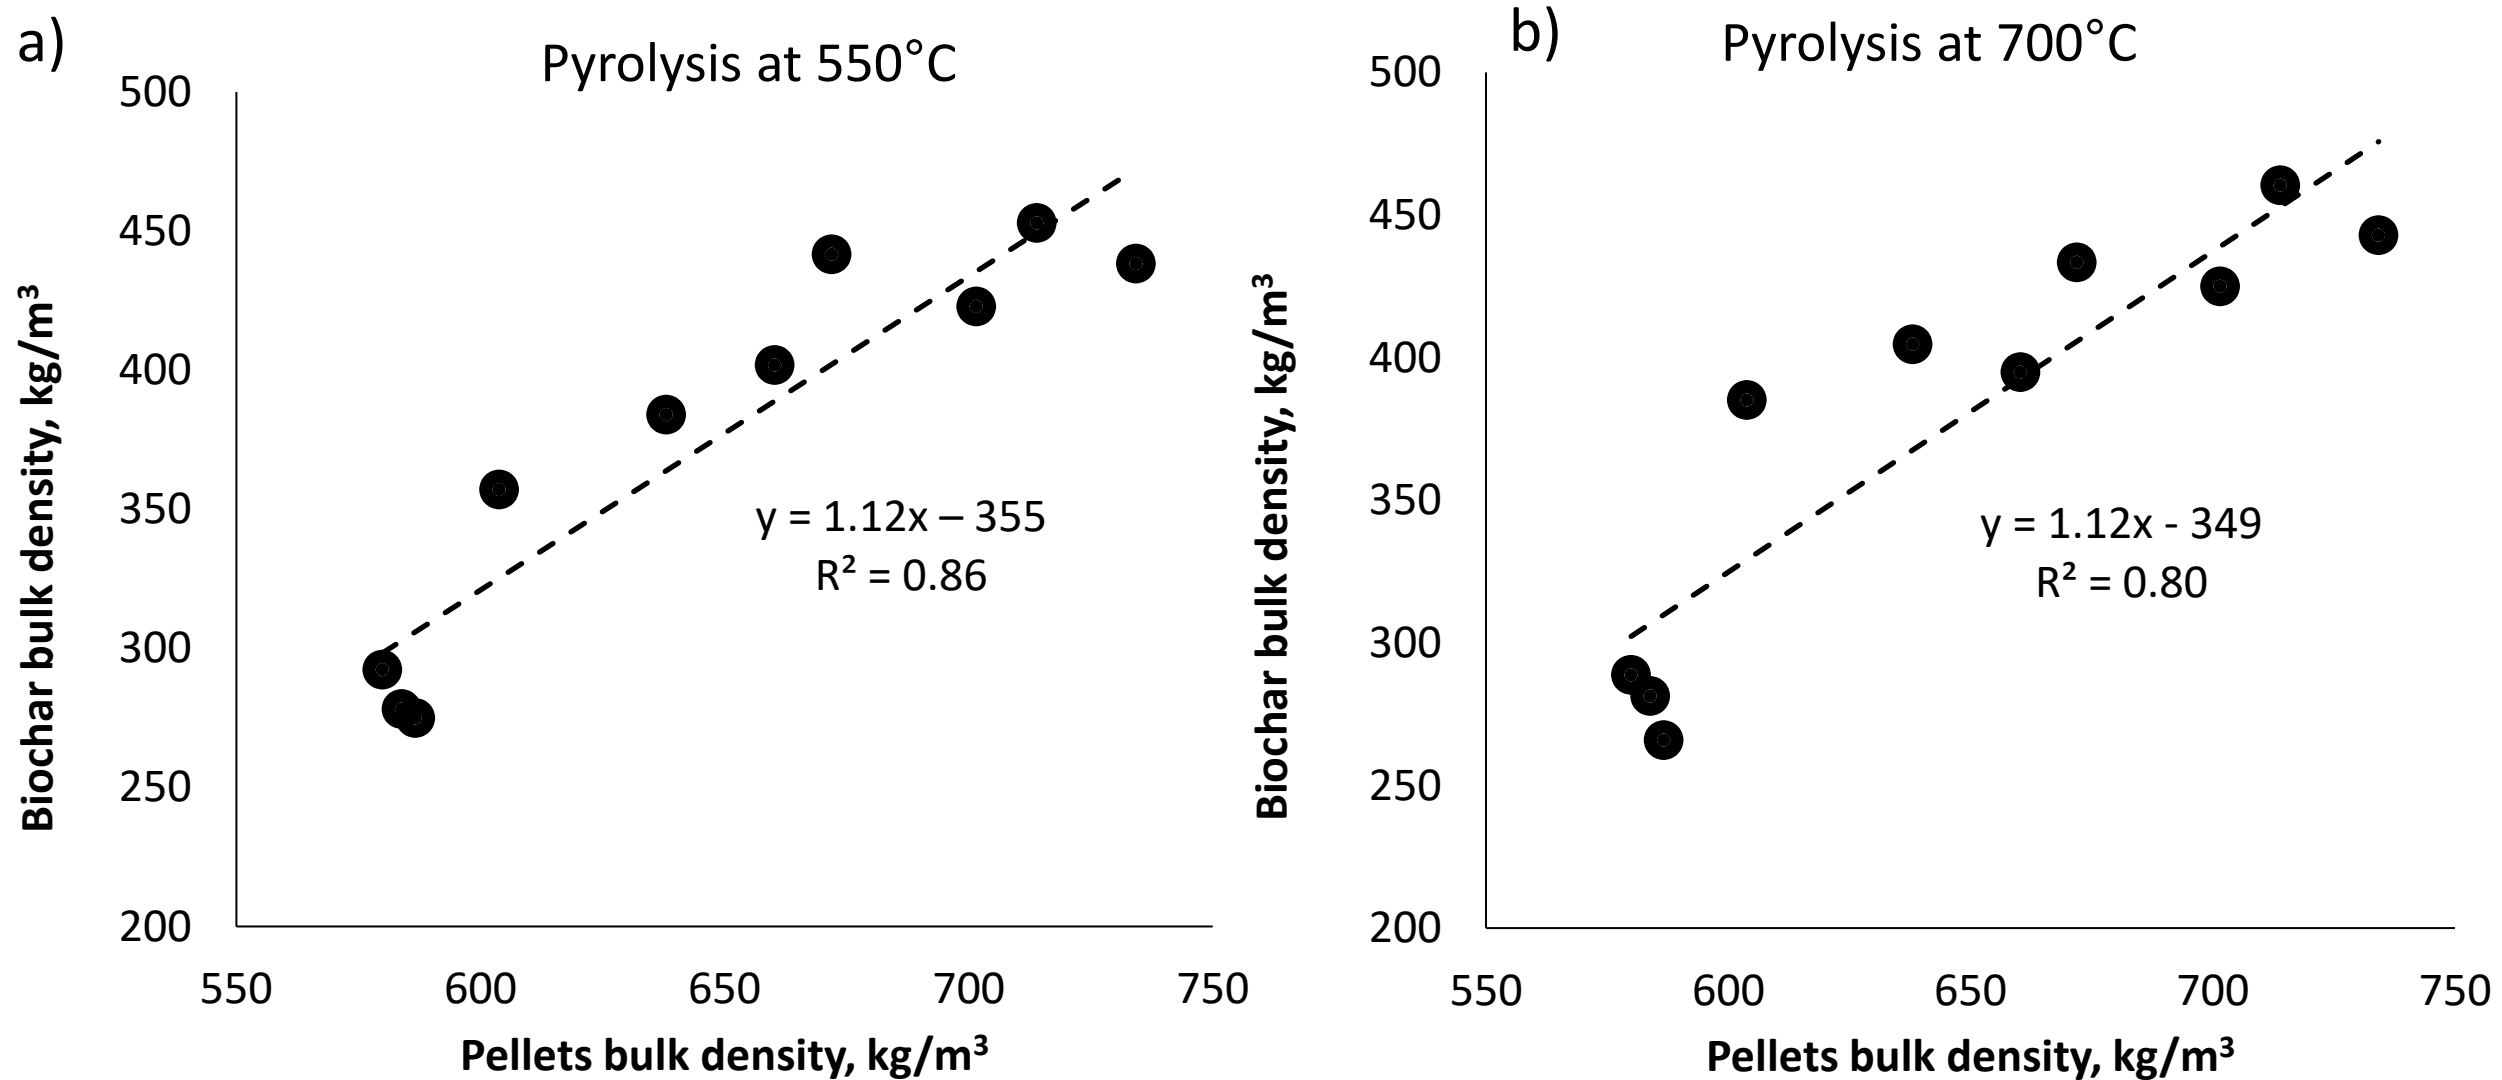 a)
Pyrolysis at 550°C
500
450
400
350
300
250
200
550 600 650 700 750
Biochar bulk density, kg/m³
Pellets bulk density, kg/m³
y = 1.12x – 355
R² = 0.86
b)
Pyrolysis at 700°C
500
450
400
350
300
250
200
550 600 650 700 750
Biochar bulk density, kg/m³
Pellets bulk density, kg/m³
y = 1.12x - 349
R² = 0.80